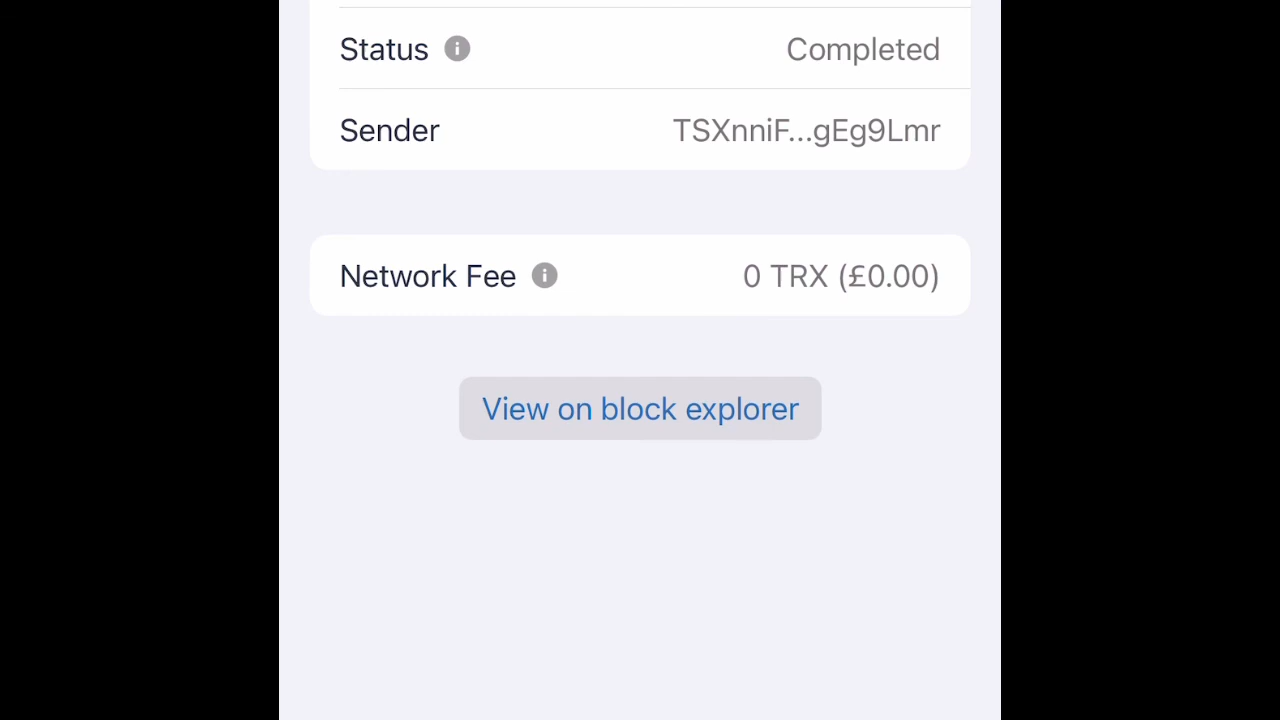 Status Completed
Sender TSXnniF...gEg9Lmr
Network Fee 0 TRX (£0.00)
View on block explorer